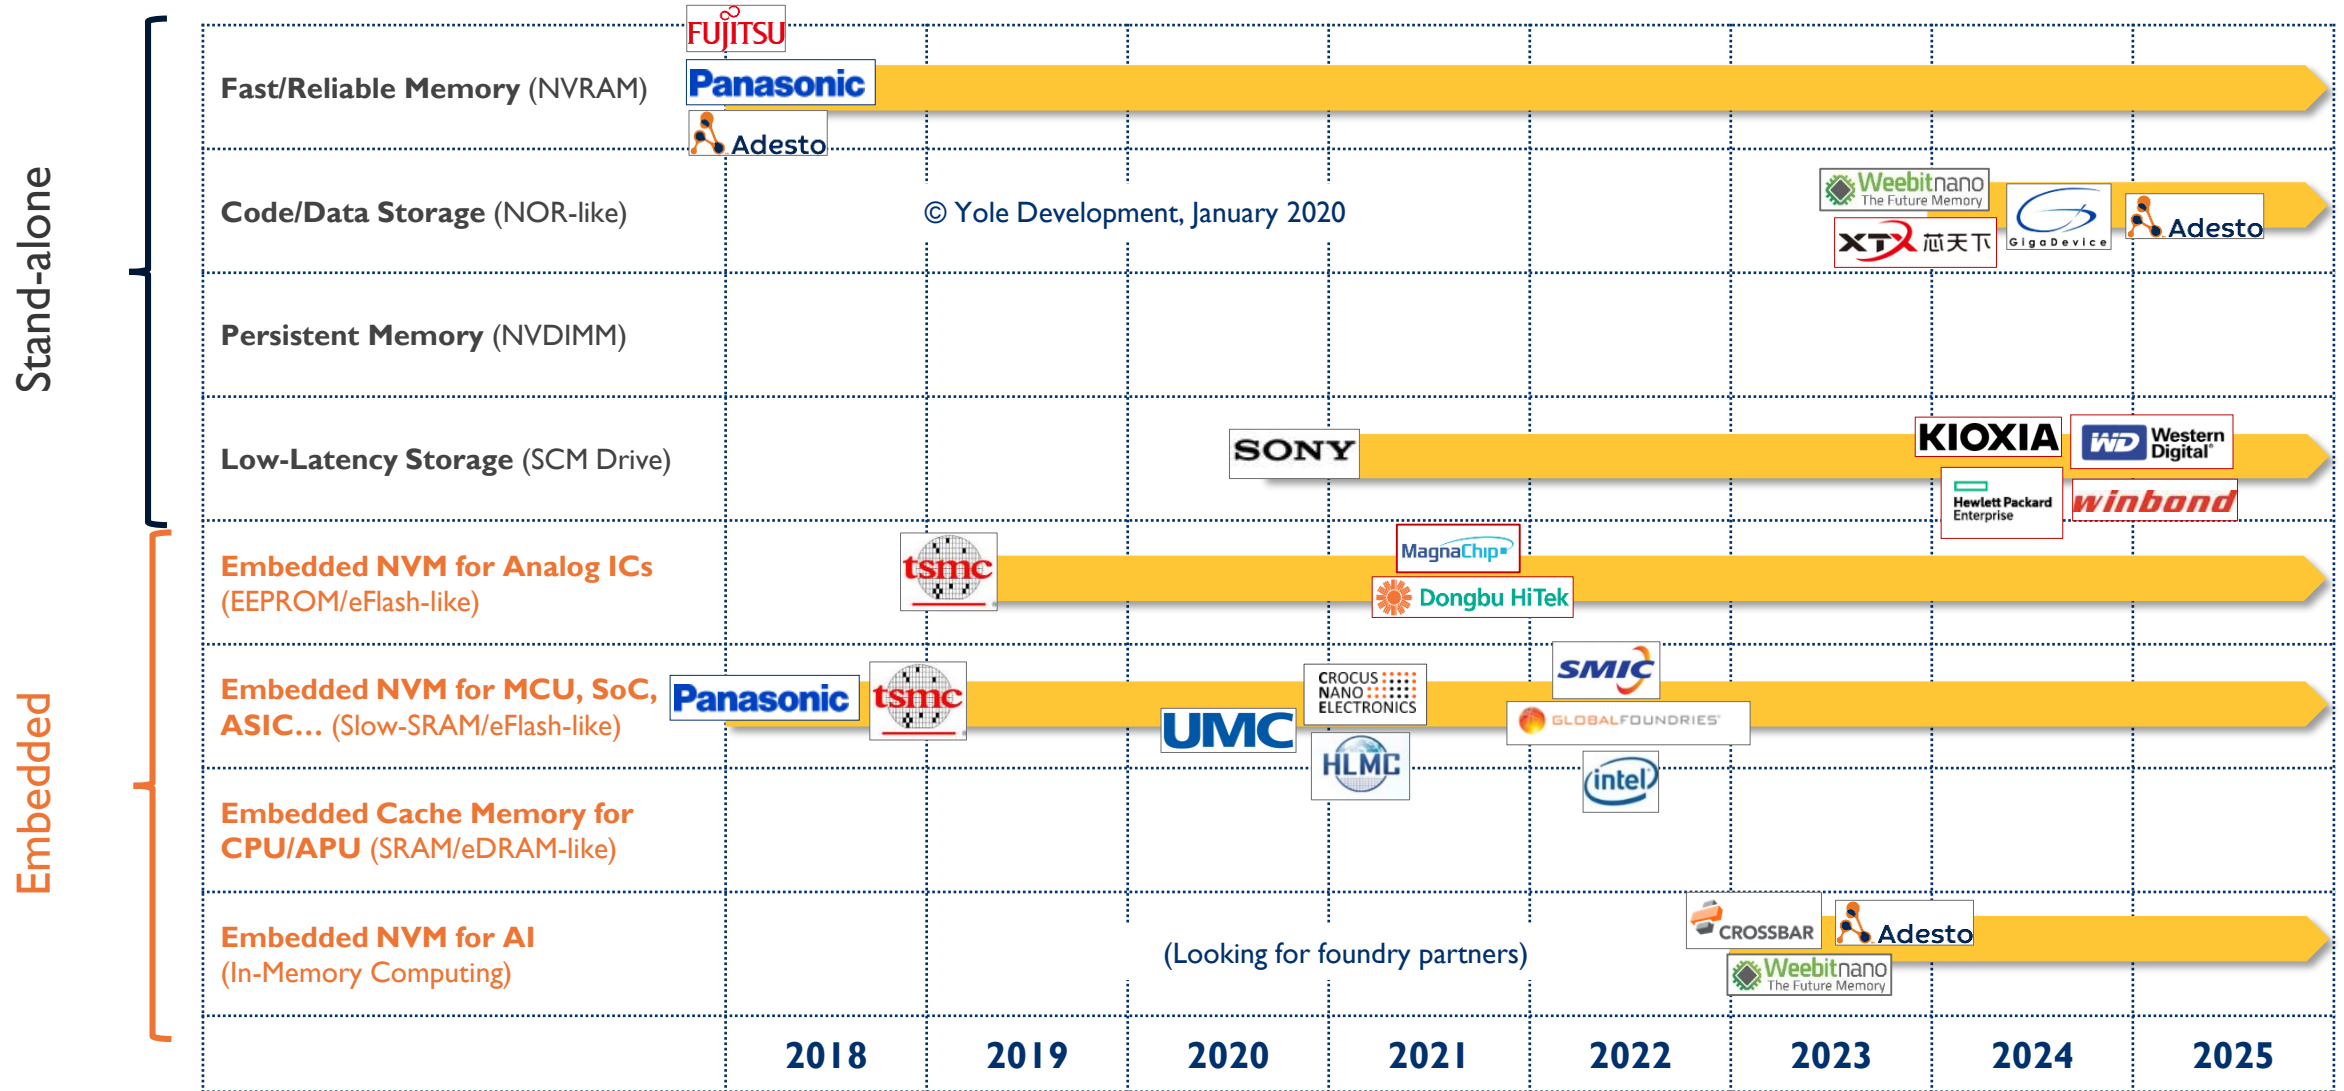 Stand-alone
FUJITSU
Fast/Reliable Memory (NVRAM)
Panasonic
Adesto
Code/Data Storage (NOR-like)
© Yole Development, January 2020
Weebitnano
The Future Memory
XTX 芯天下
GigaDevice
Adesto
Persistent Memory (NVDIMM)
Low-Latency Storage (SCM Drive)
SONY
KIOXIA
WD Western
Digital®
Hewlett Packard
Enterprise
winbond
Embedded
Embedded NVM for Analog ICs
(EEPROM/eFlash-like)
tsmc
MagnaChip
Dongbu HiTek
Embedded NVM for MCU, SoC,
ASIC... (Slow-SRAM/eFlash-like)
Panasonic
tsmc
UMC
CROCUS
NANO
ELECTRONICS
HLMC
SMIC
GLOBALFOUNDRIES
intel
Embedded Cache Memory for
CPU/APU (SRAM/eDRAM-like)
Embedded NVM for AI
(In-Memory Computing)
(Looking for foundry partners)
CROSSBAR
Adesto
Weebitnano
The Future Memory
2018 2019 2020 2021 2022 2023 2024 2025